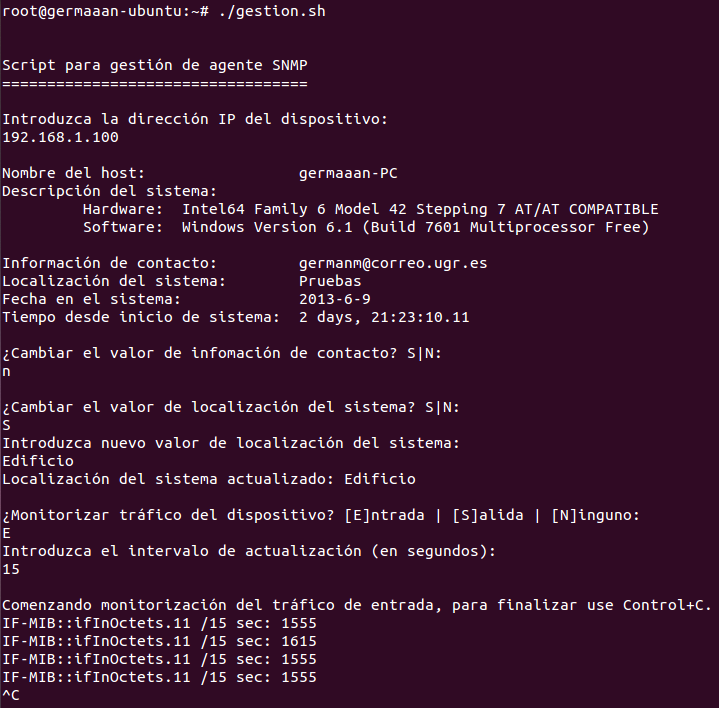 root@germaaan-ubuntu:~# ./gestion.sh
Script para gestión de agente SNMP
==================================
Introduzca la dirección IP del dispositivo:
192.168.1.100
Nombre del host: germaaan-PC
Descripción del sistema:
Hardware: Intel64 Family 6 Model 42 Stepping 7 AT/AT COMPATIBLE
Software: Windows Version 6.1 (Build 7601 Multiprocessor Free)
Información de contacto: germanm@correo.ugr.es
Localización del sistema: Pruebas
Fecha en el sistema: 2013-6-9
Tiempo desde inicio de sistema: 2 days, 21:23:10.11
¿Cambiar el valor de infomación de contacto? S|N:
n
¿Cambiar el valor de localización del sistema? S|N:
S
Introduzca nuevo valor de localización del sistema:
Edificio
Localización del sistema actualizado: Edificio
¿Monitorizar tráfico del dispositivo? [E]ntrada | [S]alida | [N]inguno:
E
Introduzca el intervalo de actualización (en segundos):
15
Comenzando monitorización del tráfico de entrada, para finalizar use Control+C.
IF-MIB::ifInOctets.11 /15 sec: 1555
IF-MIB::ifInOctets.11 /15 sec: 1615
IF-MIB::ifInOctets.11 /15 sec: 1555
IF-MIB::ifInOctets.11 /15 sec: 1555
^C